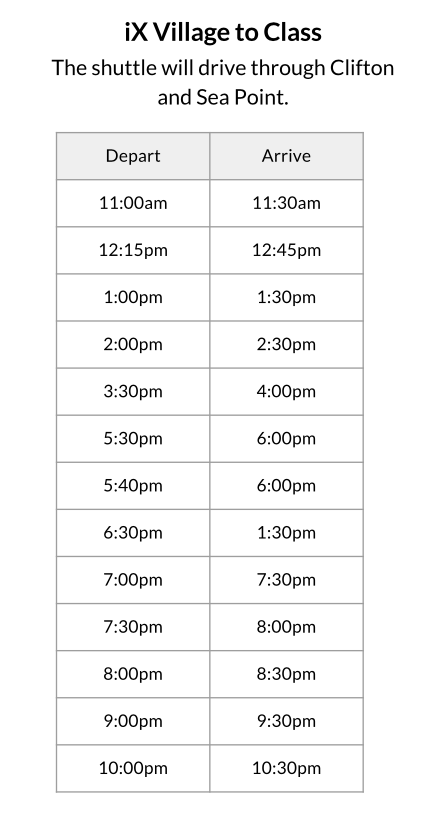 iX Village to Class
The shuttle will drive through Clifton
and Sea Point.
Depart Arrive
11:00am 11:30am
12:15pm 12:45pm
1:00pm 1:30pm
2:00pm 2:30pm
3:30pm 4:00pm
5:30pm 6:00pm
5:40pm 6:00pm
6:30pm 1:30pm
7:00pm 7:30pm
7:30pm 8:00pm
8:00pm 8:30pm
9:00pm 9:30pm
10:00pm 10:30pm